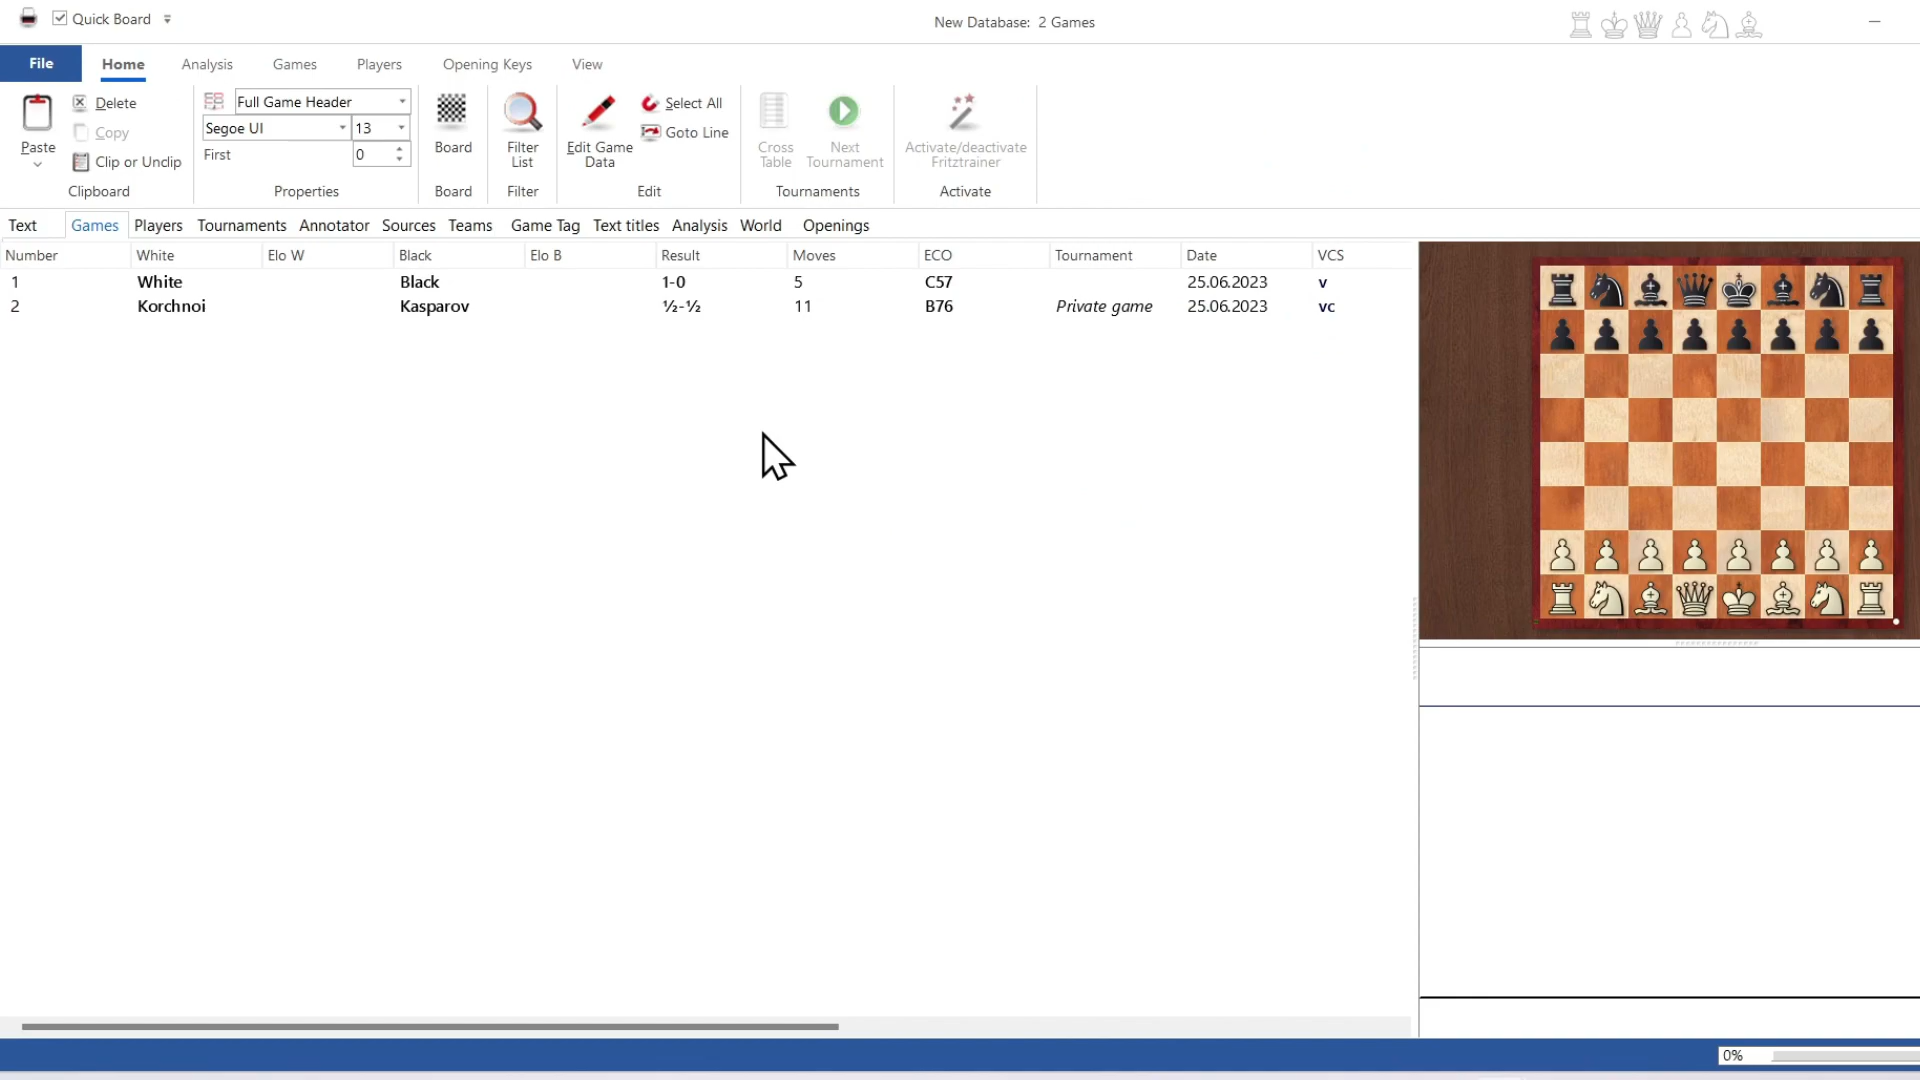 Quick Board
New Database: 2 Games
File Home Analysis Games Players Opening Keys View
Paste
Delete
Copy
Clip or Unclip
Clipboard
Full Game Header
Segoe UI 13
First 0
Properties
Board
Board
Filter
List
Filter
Edit Game
Data
Select All
Goto Line
Edit
Cross
Table
Next
Tournament
Tournaments
Activate/deactivate
Fritztrainer
Activate
Text Games Players Tournaments Annotator Sources Teams Game Tag Text titles Analysis World Openings
Number White Elo W Black Elo B Result Moves ECO Tournament Date VCS
1 White Black 1-0 5 C57 25.06.2023 v
2 Korchnoi Kasparov ½-½ 11 B76 Private game 25.06.2023 vc
0%